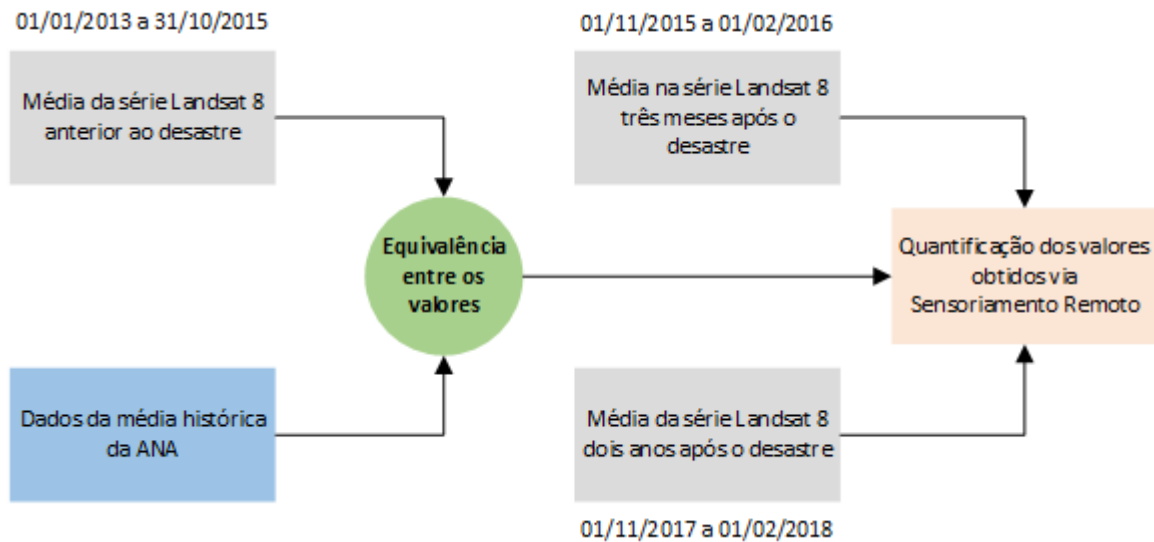 01/01/2013 a 31/10/2015
Média da série Landsat 8
anterior ao desastre
01/11/2015 a 01/02/2016
Média na série Landsat 8
três meses após o
desastre
Equivalência
entre os
valores
Quantificação dos valores
obtidos via
Sensoriamento Remoto
Dados da média histórica
da ANA
Média da série Landsat 8
dois anos após o desastre
01/11/2017 a 01/02/2018